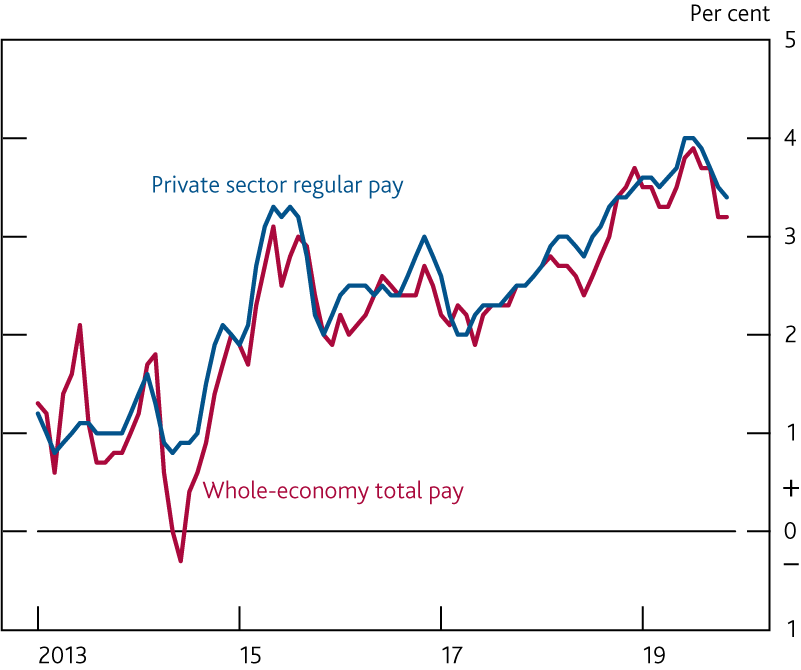 Per cent
5
4
3
2
1
+
0
–
1
Private sector regular pay
Whole-economy total pay
2013 15 17 19